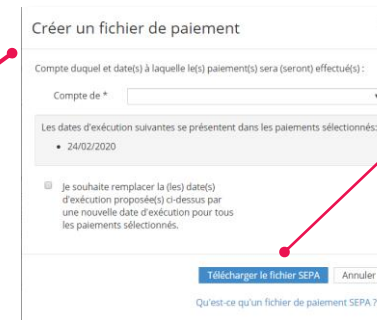 Créer un fichier de paiement
Compte duquel et date(s) à laquelle le(s) paiement(s) sera (seront) effectué(s) :
Compte de *
Les dates d'exécution suivantes se présentent dans les paiements sélectionnés:
• 24/02/2020
Je souhaite remplacer la (les) date(s)
d'exécution proposée(s) ci-dessus par
une nouvelle date d'exécution pour tous
les paiements sélectionnés.
Télécharger le fichier SEPA Annuler
Qu'est-ce qu'un fichier de paiement SEPA ?